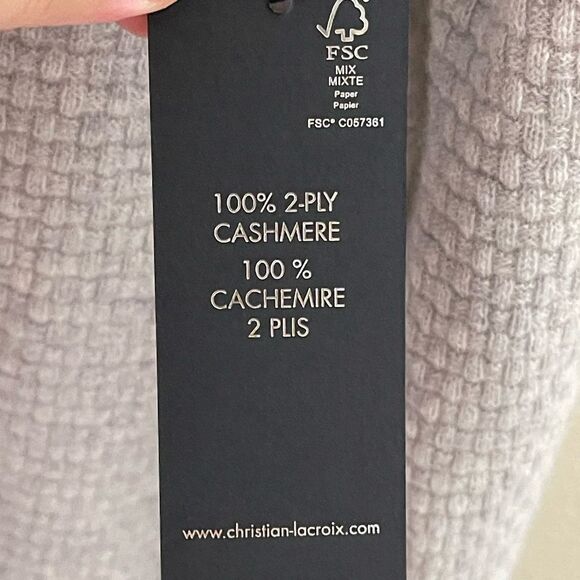 FSC
MIX
MIXTE
Paper
Papier
FSC® C057361
100% 2-PLY
CASHMERE
100 %
CACHEMIRE
2 PLIS
www.christian-lacroix.com